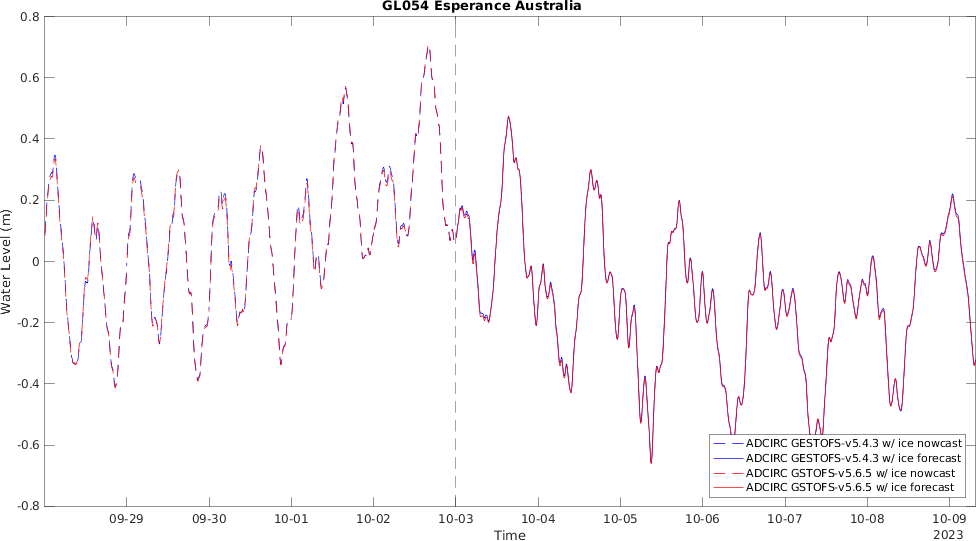 GL054 Esperance Australia
Water Level (m)
0.8
0.6
0.4
0.2
0
-0.2
-0.4
-0.6
-0.8
ADCIRC GESTOFS-v5.4.3 w/ ice nowcast
ADCIRC GESTOFS-v5.4.3 w/ ice forecast
ADCIRC GSTOFS-v5.6.5 w/ ice nowcast
ADCIRC GSTOFS-v5.6.5 w/ ice forecast
09-29 09-30 10-01 10-02 10-03 10-04 10-05 10-06 10-07 10-08 10-09
Time 2023